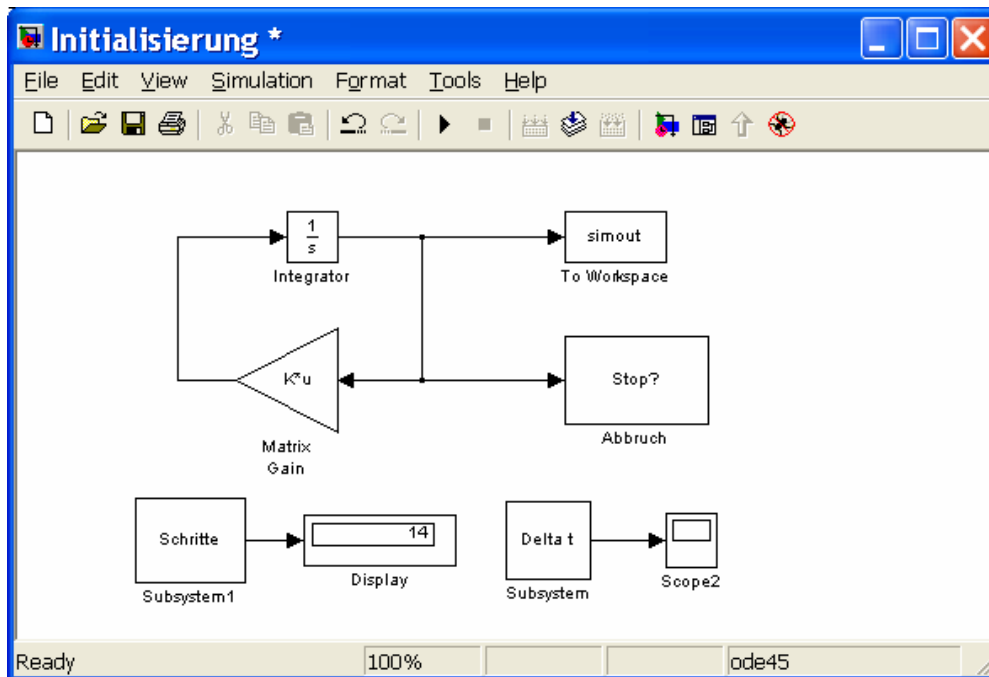 Initialisierung *
File Edit View Simulation Format Tools Help
1
s
Integrator
simout
To Workspace
K*u
Matrix
Gain
Stop?
Abbruch
Schritte
Subsystem1
14
Display
Delta t
Subsystem
Scope2
Ready 100% ode45